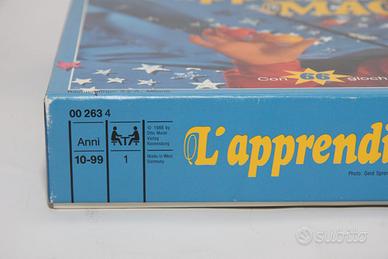 MAG
Con 66 gioch
00 263 4
Anni
10-99
1
© 1988 by
Otto Maier
Verlag
Ravensburg
Made in West
Germany
L'apprendi
Photo: Gerd Spren
subito